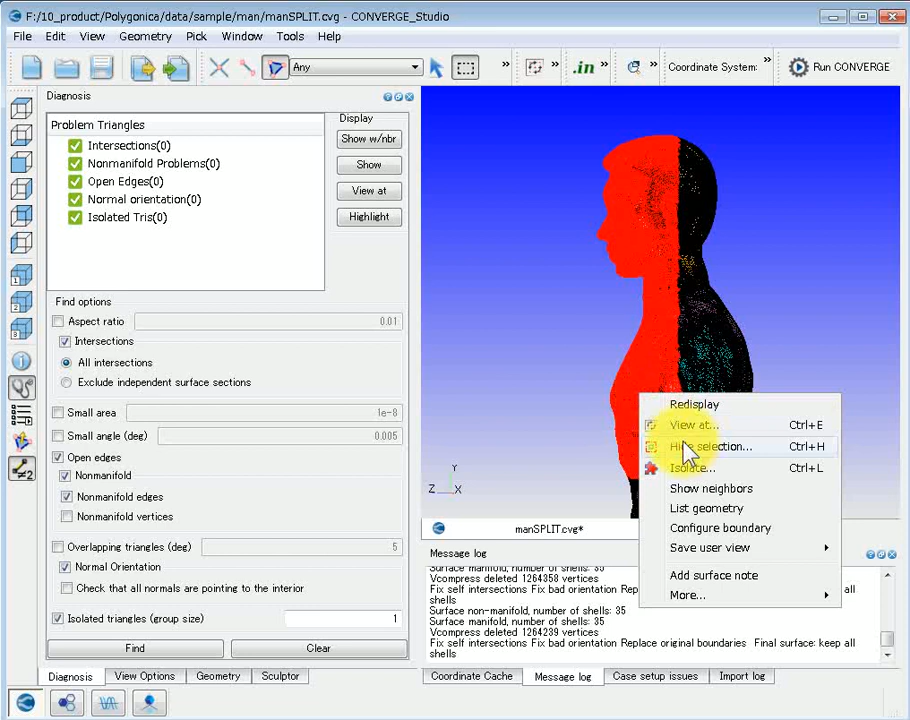 F:/10_product/Polygonica/data/sample/man/manSPLIT.cvg - CONVERGE_Studio
File Edit View Geometry Pick Window Tools Help
Any » » .in » » Coordinate System: » Run CONVERGE
Diagnosis
Problem Triangles
Intersections(0)
Nonmanifold Problems(0)
Open Edges(0)
Normal orientation(0)
Isolated Tris(0)
Display
Show w/nbr
Show
View at
Highlight
Find options
Aspect ratio 0.01
Intersections
All intersections
Exclude independent surface sections
Small area 1e-8
Small angle (deg) 0.005
Open edges
Nonmanifold
Nonmanifold edges
Nonmanifold vertices
Overlapping triangles (deg) 5
Normal Orientation
Check that all normals are pointing to the interior
Isolated triangles (group size) 1
Find Clear
Diagnosis View Options Geometry Sculptor
Y
Z X
Redisplay
View at... Ctrl+E
Hide selection... Ctrl+H
Isolate... Ctrl+L
Show neighbors
List geometry
Configure boundary
Save user view
Add surface note
More...
manSPLIT.cvg*
Message log
Surface manifold, number of shells: 35
Vcompress deleted 1264358 vertices
Fix self intersections Fix bad orientation Replace
shells
Surface non-manifold, number of shells: 35
Surface manifold, number of shells: 35
Vcompress deleted 1264239 vertices
Fix self intersections Fix bad orientation Replace original boundaries Final surface: keep all
shells
Coordinate Cache Message log Case setup issues Import log